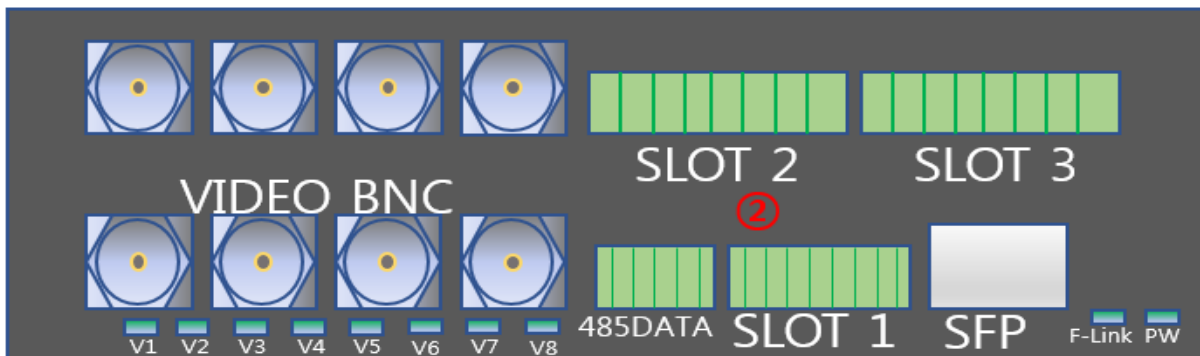 SLOT 2 SLOT 3
VIDEO BNC
②
485DATA SLOT 1 SFP
V1 V2 V3 V4 V5 V6 V7 V8 F-Link PW